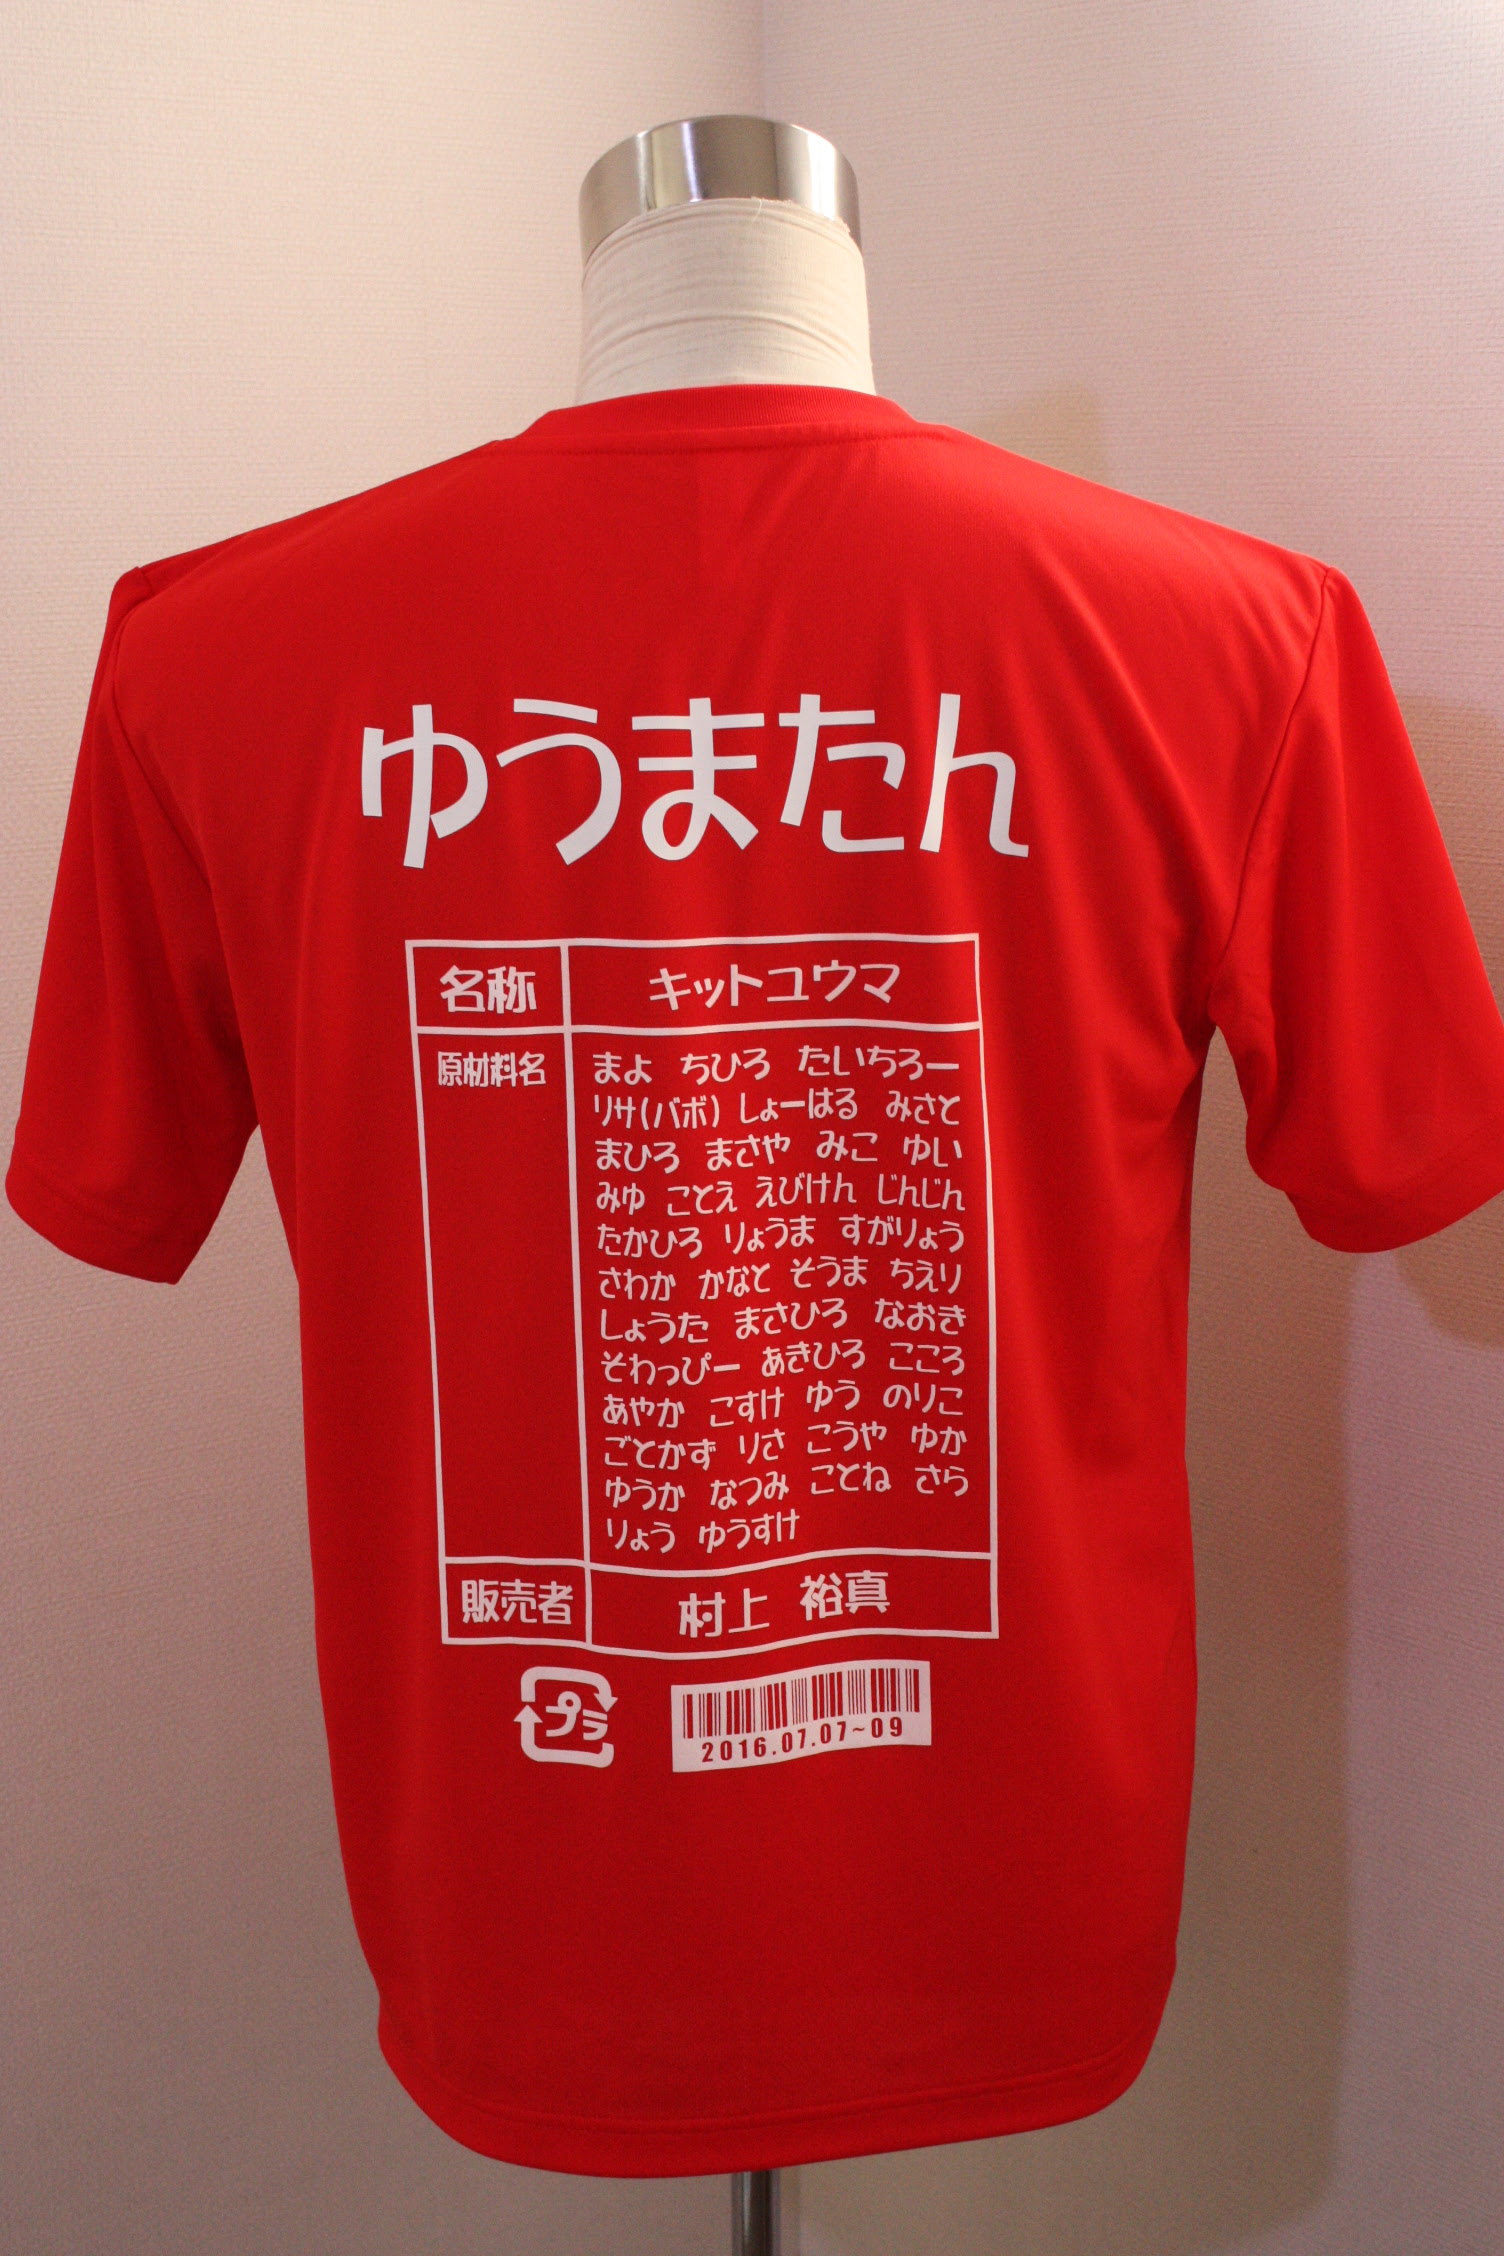 ゆうまたん
名称 キットユウマ
原材料名 まよ ちひろ たいちろー
リサ(バボ) しょーはる みさと
まひろ まさや みこ ゆい
みゆ ことえ えびけん じんじん
たかひろ りょうま すがりょう
さわか かなと そうま ちえり
しょうた まさひろ なおき
そわっぴー あきひろ こころ
あやか こすけ ゆう のりこ
ごとかず りさ こうや ゆか
ゆうか なつみ ことね さら
りょう ゆうすけ
販売者 村上 裕真
プラ
2016.07.07~09